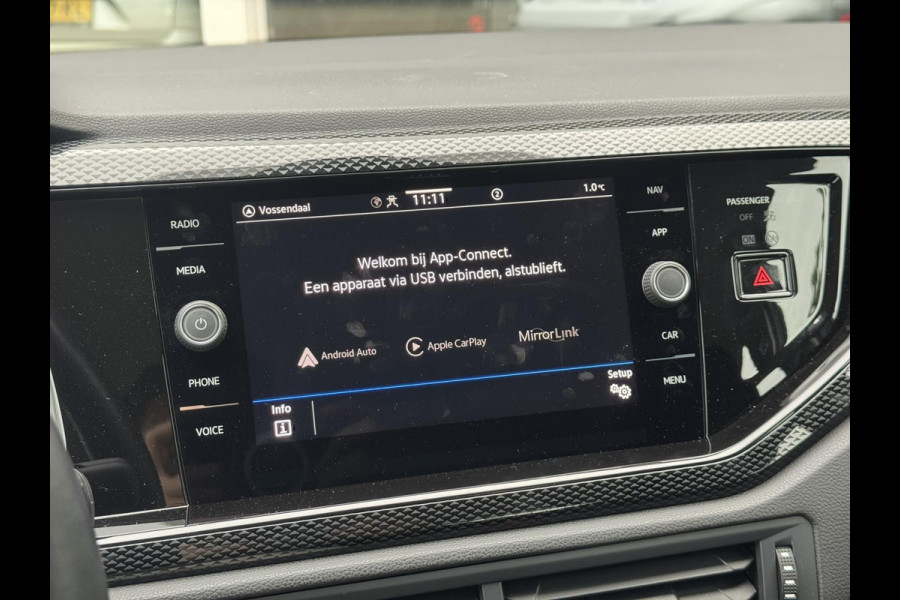 Vossendaal
11:11
2
1.0°C
Welkom bij App-Connect.
Een apparaat via USB verbinden, alstublieft.
Android Auto
Apple CarPlay
MirrorLink
Info
i
Setup
RADIO
MEDIA
PHONE
VOICE
NAV
APP
CAR
MENU
PASSENGER
OFF
ON